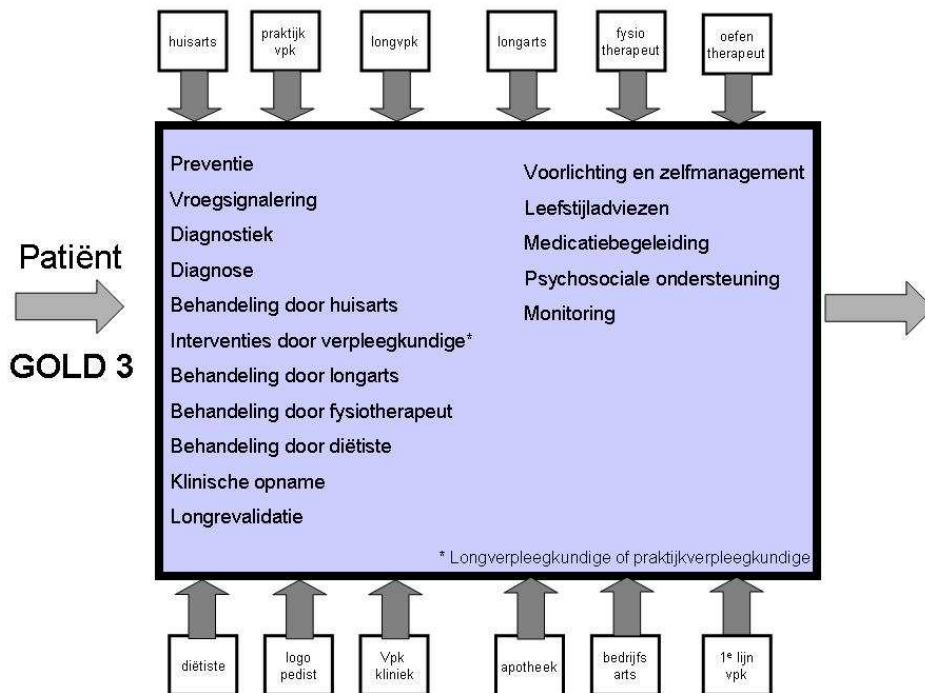 huisarts
praktijk
vpk
longvpk
longarts
fysio
therapeut
oefen
therapeut
Patiënt
GOLD 3
Preventie
Vroegsignalering
Diagnostiek
Diagnose
Behandeling door huisarts
Interventies door verpleegkundige*
Behandeling door longarts
Behandeling door fysiotherapeut
Behandeling door diëtiste
Klinische opname
Longrevalidatie
Voorlichting en zelfmanagement
Leefstijladviezen
Medicatiebegeleiding
Psychosociale ondersteuning
Monitoring
* Longverpleegkundige of praktijkverpleegkundige
diëtiste
logo
pedist
Vpk
kliniek
apotheek
bedrijfs
arts
1e lijn
vpk